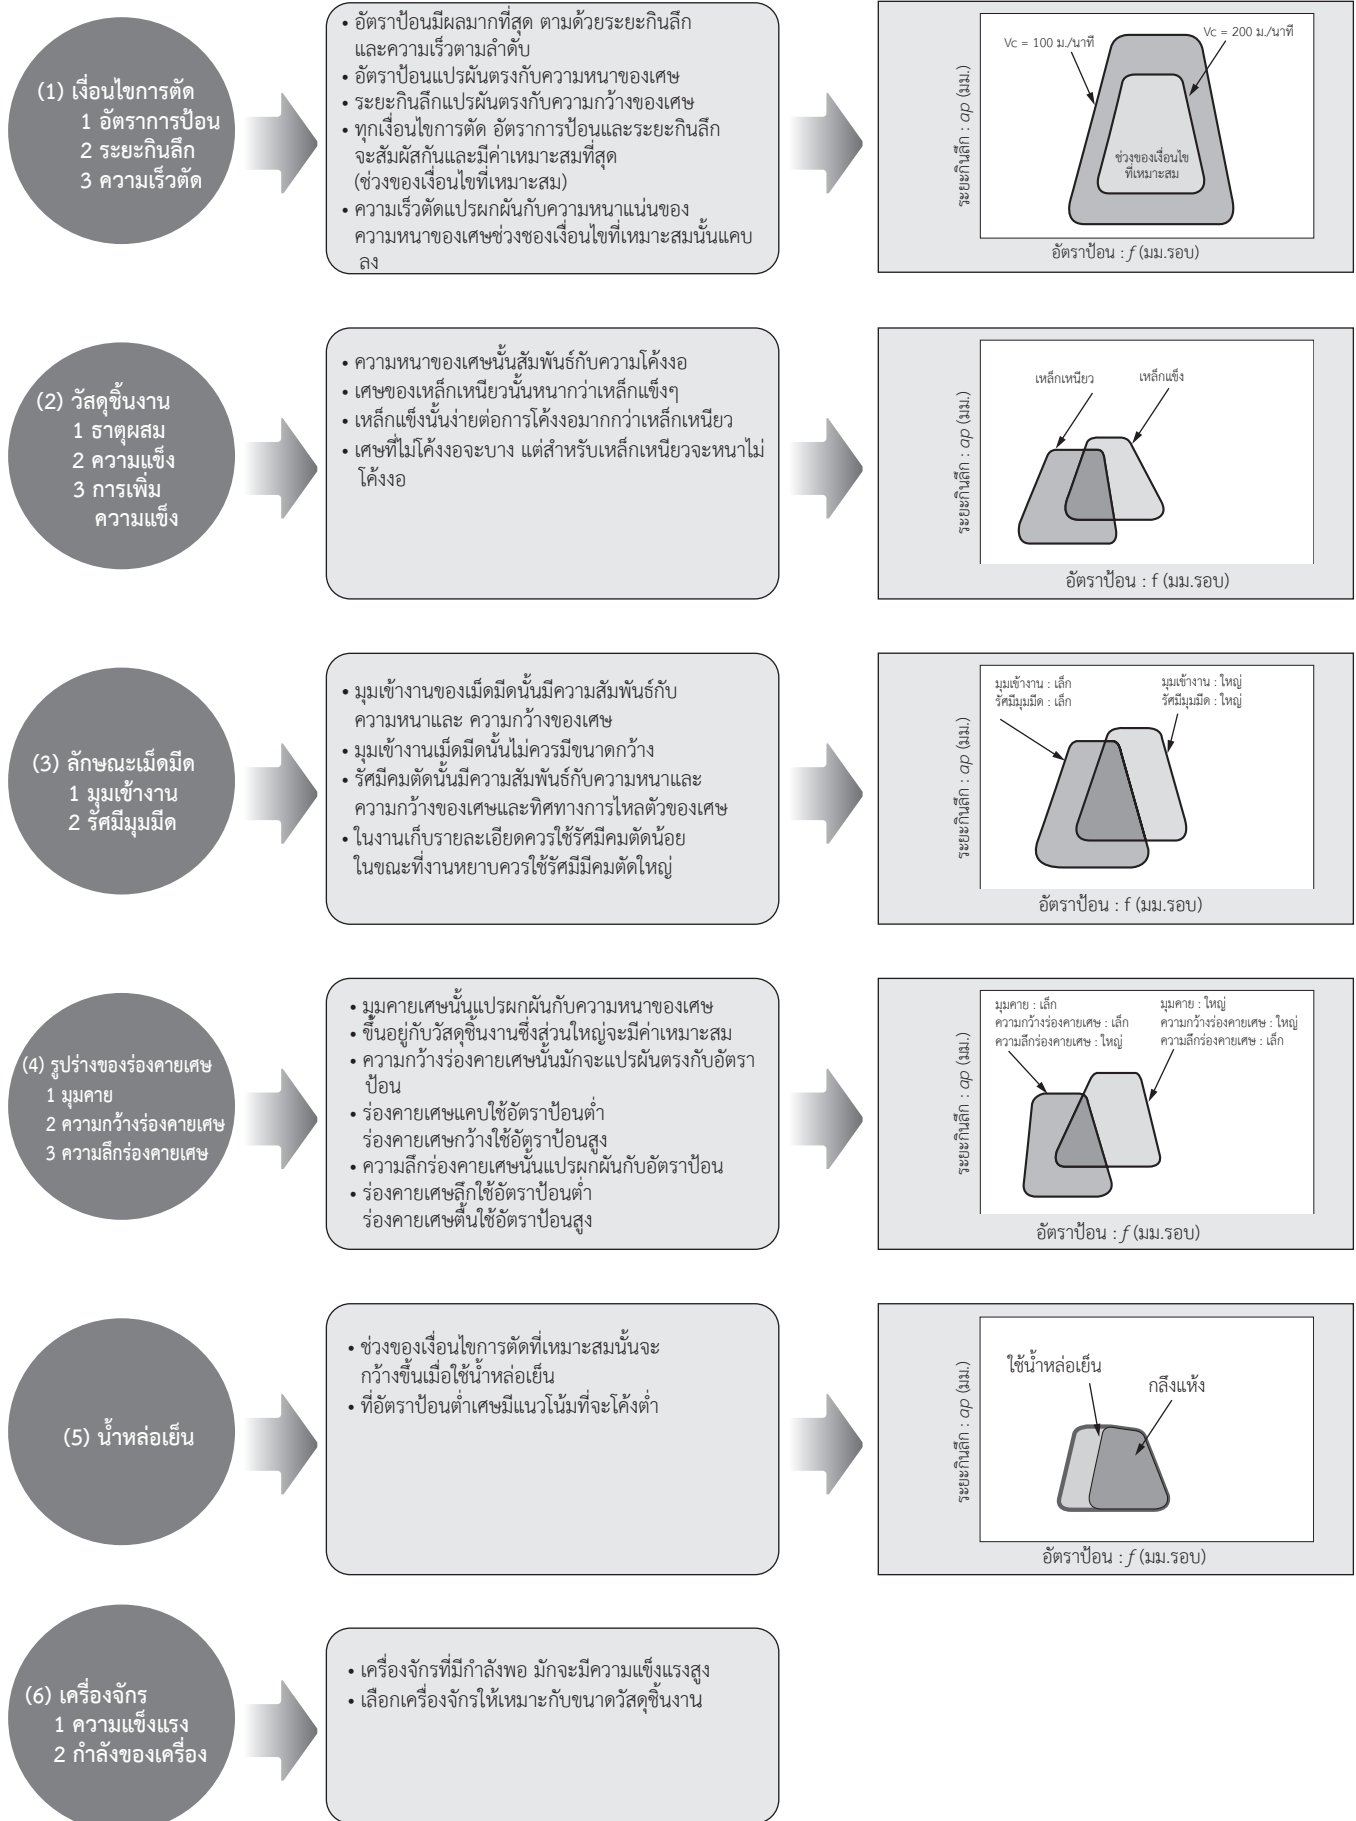 (1) เงื่อนไขการตัด
1 อัตราการป้อน
2 ระยะกินลึก
3 ความเร็วตัด
• อัตราป้อนมีผลมากที่สุด ตามด้วยระยะกินลึก
และความเร็วตามลำดับ
• อัตราป้อนแปรผันตรงกับความหนาของเศษ
• ระยะกินลึกแปรผันตรงกับความกว้างของเศษ
• ทุกเงื่อนไขการตัด อัตราการป้อนและระยะกินลึก
จะสัมผัสกันและมีค่าเหมาะสมที่สุด
(ช่วงของเงื่อนไขที่เหมาะสม)
• ความเร็วตัดแปรผกผันกับความหนาแน่นของ
ความหนาของเศษช่วงชองเงื่อนไขที่เหมาะสมนั้นแคบ
ลง
Vc = 100 ม./นาที
Vc = 200 ม./นาที
ช่วงของเงื่อนไข
ที่เหมาะสม
ระยะกินลึก : ap (มม.)
อัตราป้อน : f (มม.รอบ)
(2) วัสดุชิ้นงาน
1 ธาตุผสม
2 ความแข็ง
3 การเพิ่ม
ความแข็ง
• ความหนาของเศษนั้นสัมพันธ์กับความโค้งงอ
• เศษของเหล็กเหนียวนั้นหนากว่าเหล็กแข็งๆ
• เหล็กแข็งนั้นง่ายต่อการโค้งงอมากกว่าเหล็กเหนียว
• เศษที่ไม่โค้งงอจะบาง แต่สำหรับเหล็กเหนียวจะหนาไม่
โค้งงอ
เหล็กเหนียว
เหล็กแข็ง
ระยะกินลึก : ap (มม.)
อัตราป้อน : f (มม.รอบ)
(3) ลักษณะเม็ดมีด
1 มุมเข้างาน
2 รัศมีมุมมีด
• มุมเข้างานของเม็ดมีดนั้นมีความสัมพันธ์กับ
ความหนาและ ความกว้างของเศษ
• มุมเข้างานเม็ดมีดนั้นไม่ควรมีขนาดกว้าง
• รัศมีคมตัดนั้นมีความสัมพันธ์กับความหนาและ
ความกว้างของเศษและทิศทางการไหลตัวของเศษ
• ในงานเก็บรายละเอียดควรใช้รัศมีคมตัดน้อย
ในขณะที่งานหยาบควรใช้รัศมีมีคมตัดใหญ่
มุมเข้างาน : เล็ก
รัศมีมุมมีด : เล็ก
มุมเข้างาน : ใหญ่
รัศมีมุมมีด : ใหญ่
ระยะกินลึก : ap (มม.)
อัตราป้อน : f (มม.รอบ)
(4) รูปร่างของร่องคายเศษ
1 มุมคาย
2 ความกว้างร่องคายเศษ
3 ความลึกร่องคายเศษ
• มุมคายเศษนั้นแปรผกผันกับความหนาของเศษ
• ขึ้นอยู่กับวัสดุชิ้นงานซึ่งส่วนใหญ่จะมีค่าเหมาะสม
• ความกว้างร่องคายเศษนั้นมักจะแปรผันตรงกับอัตรา
ป้อน
• ร่องคายเศษแคบใช้อัตราป้อนต่ำ
ร่องคายเศษกว้างใช้อัตราป้อนสูง
• ความลึกร่องคายเศษนั้นแปรผกผันกับอัตราป้อน
• ร่องคายเศษลึกใช้อัตราป้อนต่ำ
ร่องคายเศษตื้นใช้อัตราป้อนสูง
มุมคาย : เล็ก
ความกว้างร่องคายเศษ : เล็ก
ความลึกร่องคายเศษ : ใหญ่
มุมคาย : ใหญ่
ความกว้างร่องคายเศษ : ใหญ่
ความลึกร่องคายเศษ : เล็ก
ระยะกินลึก : ap (มม.)
อัตราป้อน : f (มม.รอบ)
(5) น้ำหล่อเย็น
• ช่วงของเงื่อนไขการตัดที่เหมาะสมนั้นจะ
กว้างขึ้นเมื่อใช้น้ำหล่อเย็น
• ที่อัตราป้อนต่ำเศษมีแนวโน้มที่จะโค้งต่ำ
ใช้น้ำหล่อเย็น
กลึงแห้ง
ระยะกินลึก : ap (มม.)
อัตราป้อน : f (มม.รอบ)
(6) เครื่องจักร
1 ความแข็งแรง
2 กำลังของเครื่อง
• เครื่องจักรที่มีกำลังพอ มักจะมีความแข็งแรงสูง
• เลือกเครื่องจักรให้เหมาะกับขนาดวัสดุชิ้นงาน